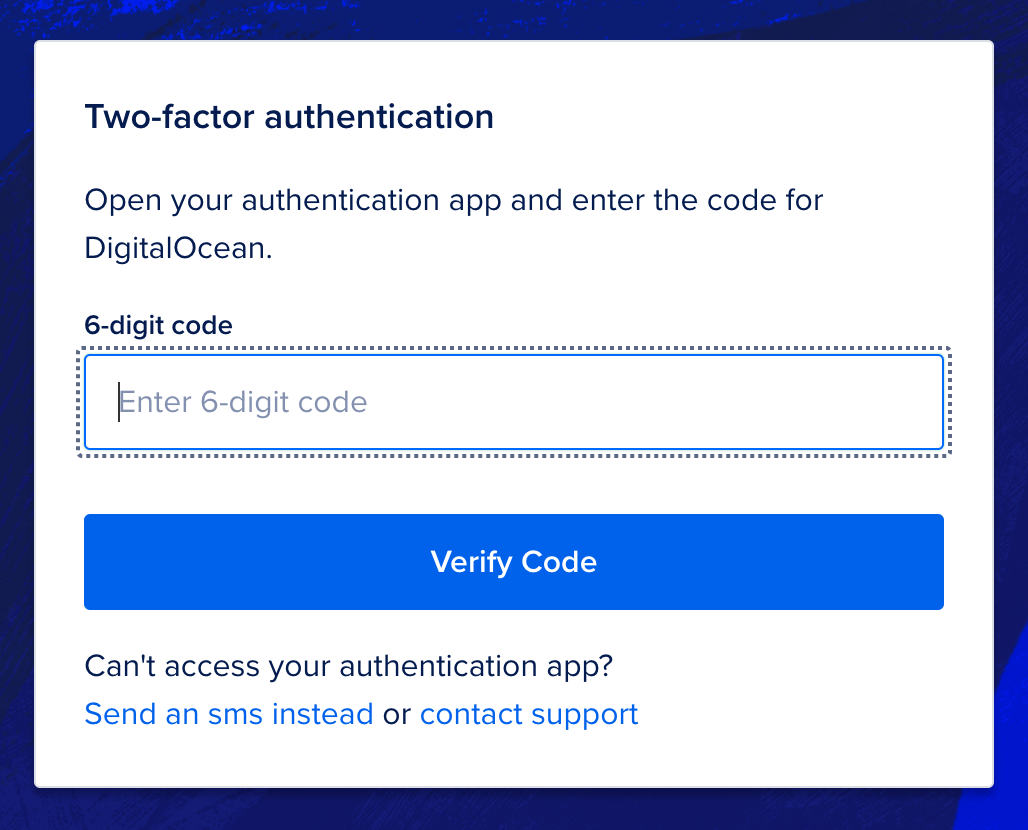 Two-factor authentication
Open your authentication app and enter the code for
DigitalOcean.
6-digit code
Enter 6-digit code
Verify Code
Can't access your authentication app?
Send an sms instead or contact support